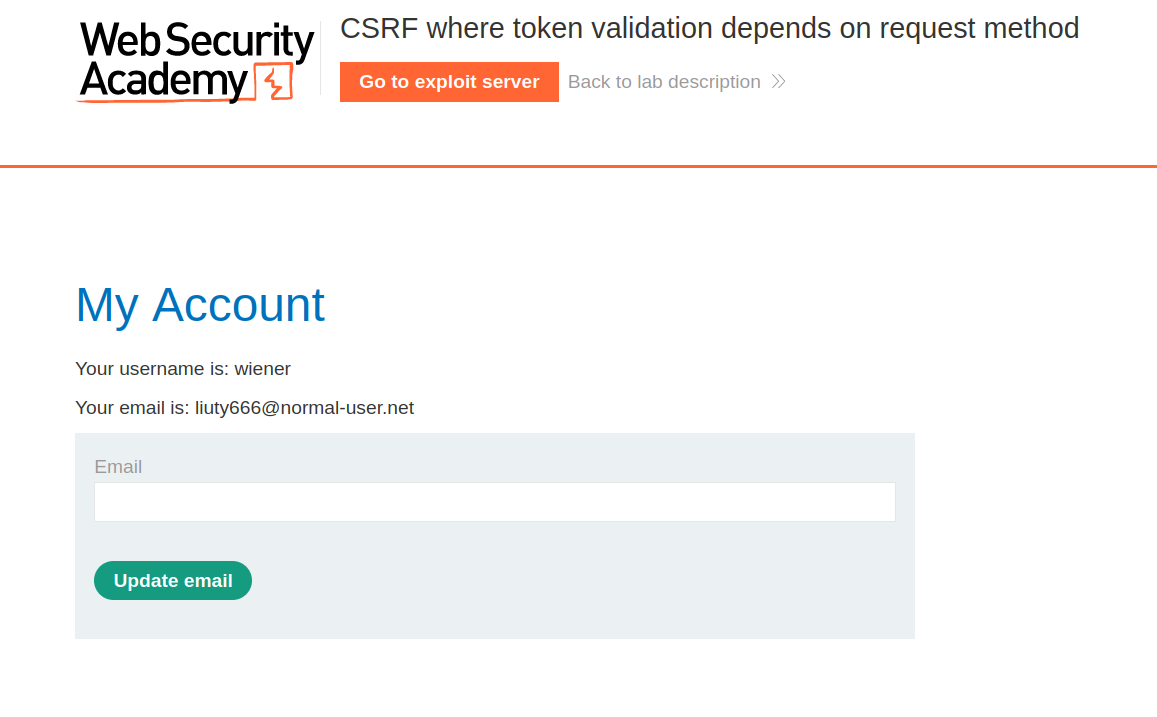 Web Security
Academy
CSRF where token validation depends on request method
Go to exploit server
Back to lab description
My Account
Your username is: wiener
Your email is: liuty666@normal-user.net
Email
Update email